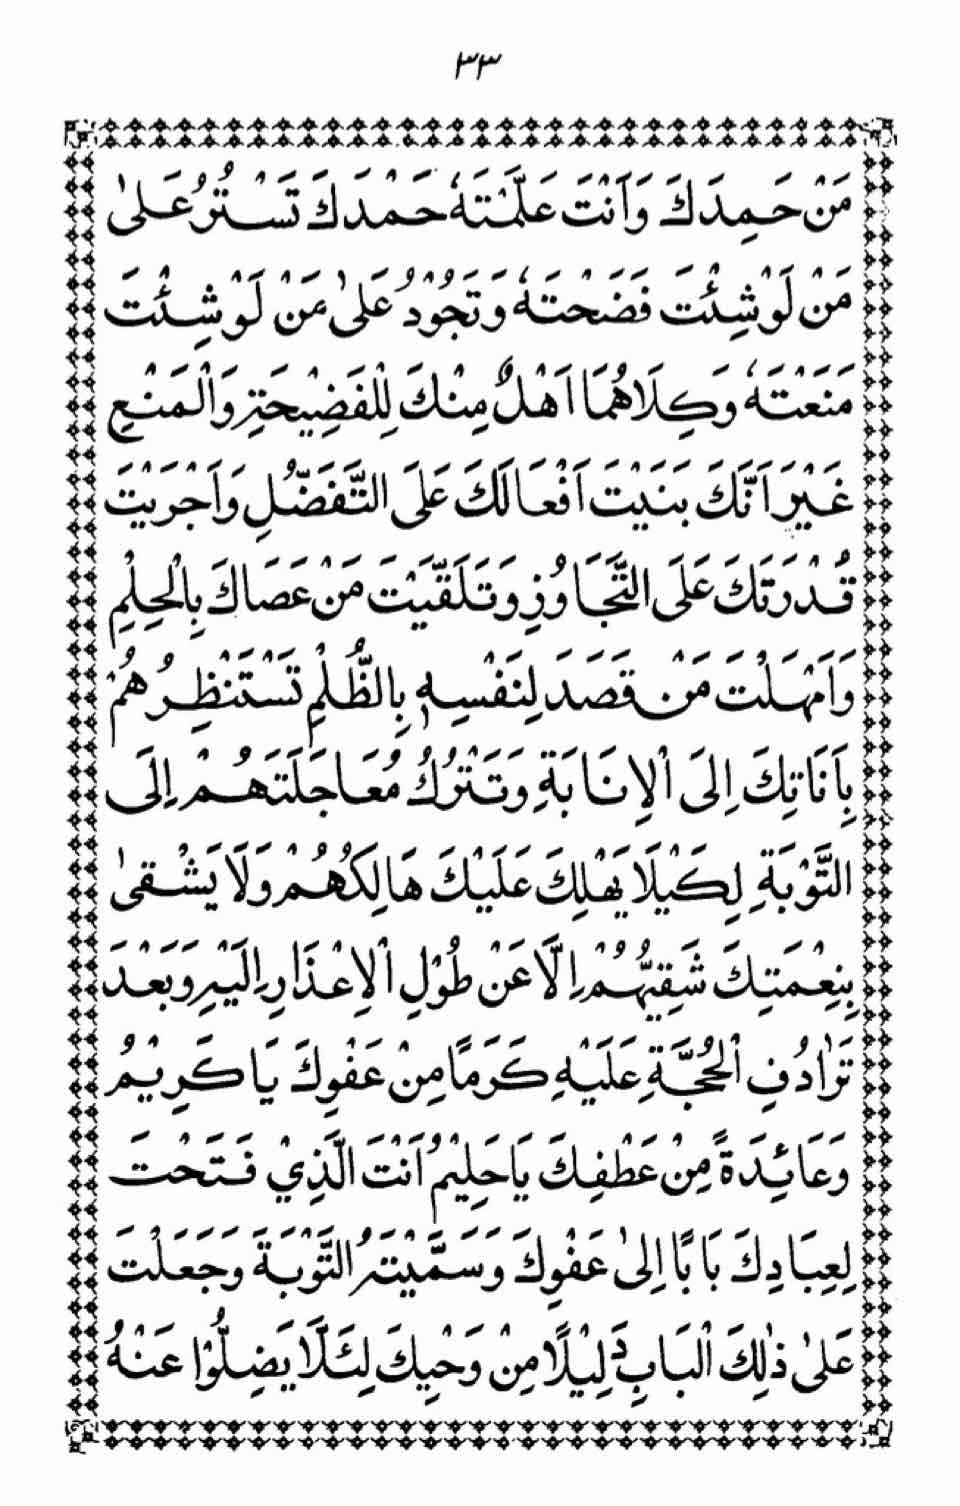 ٣٣
مَنْ حَمِدَكَ وَاَنْتَ عَلَّمْتَهٗ حَمْدَكَ تَسْتُرُ عَلٰى
مَنْ لَوْ شِئْتَ فَضَحْتَهٗ وَتَجُوْدُ عَلٰى مَنْ لَوْ شِئْتَ
مَنَعْتَهٗ وَكِلَاهُمَا اَهْلٌ مِنْكَ لِلْفَضِيْحَةِ وَالْمَنْعِ
غَيْرَ اَنَّكَ بَنَيْتَ اَفْعَالَكَ عَلَى التَّفَضُّلِ وَاَجْرَيْتَ
قُدْرَتَكَ عَلَى التَّجَاوُزِ وَتَلَقَّيْتَ مَنْ عَصَاكَ بِالْحِلْمِ
وَاَمْهَلْتَ مَنْ قَصَدَ لِنَفْسِهٖ بِالظُّلْمِ تَسْتَنْظِرُهُمْ
بِاَنَاتِكَ اِلَى الْاِنَابَةِ وَتَتْرُكُ مُعَاجَلَتَهُمْ اِلَى
التَّوْبَةِ لِكَيْلَا يَهْلِكَ عَلَيْكَ هَالِكُهُمْ وَلَا يَشْقٰى
بِنِعْمَتِكَ شَقِيُّهُمْ اِلَّا عَنْ طُوْلِ الْاِعْذَارِ اِلَيْهِ وَبَعْدَ
تَرَادُفِ الْحُجَّةِ عَلَيْهِ كَرَمًا مِنْ عَفْوِكَ يَا كَرِيْمُ
وَعَائِدَةً مِنْ عَطْفِكَ يَا حَلِيْمُ اَنْتَ الَّذِيْ فَتَحْتَ
لِعِبَادِكَ بَابًا اِلٰى عَفْوِكَ وَسَمَّيْتَهُ التَّوْبَةَ وَجَعَلْتَ
عَلٰى ذٰلِكَ الْبَابِ دَلِيْلًا مِنْ وَحْيِكَ لِئَلَّا يَضِلُّوْا عَنْهُ